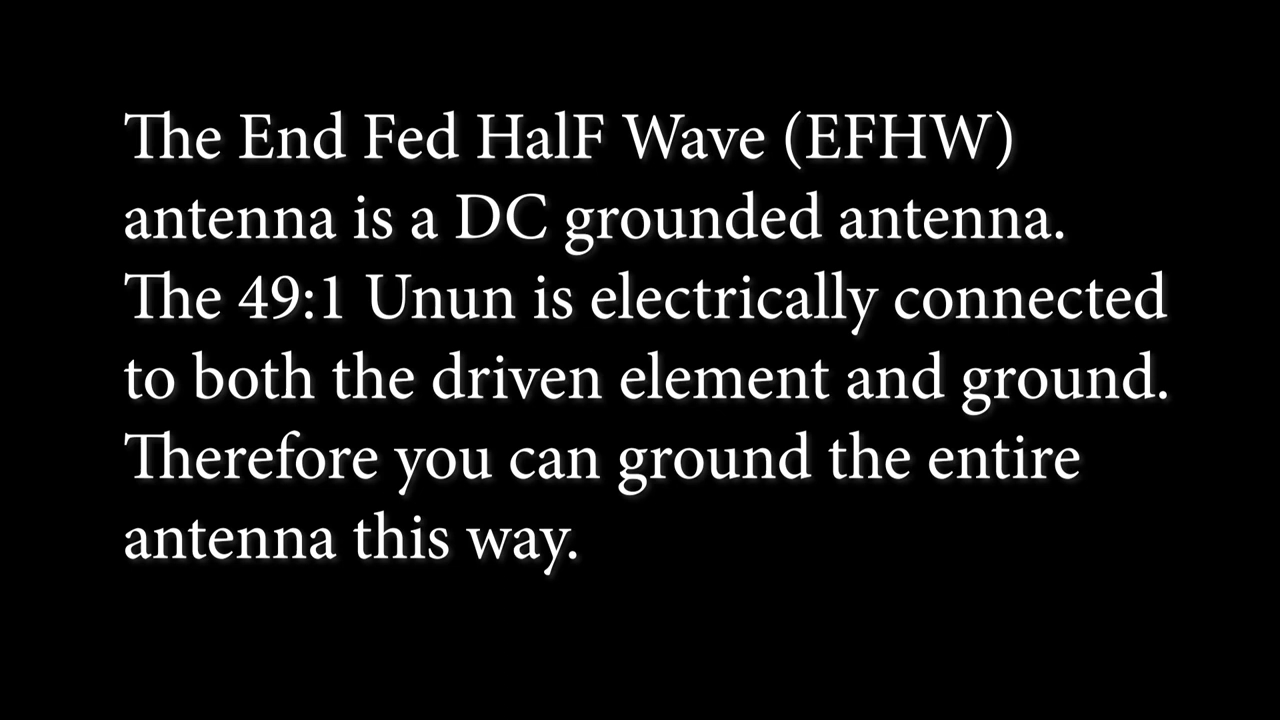 The End Fed HalF Wave (EFHW)
antenna is a DC grounded antenna.
The 49:1 Unun is electrically connected
to both the driven element and ground.
Therefore you can ground the entire
antenna this way.